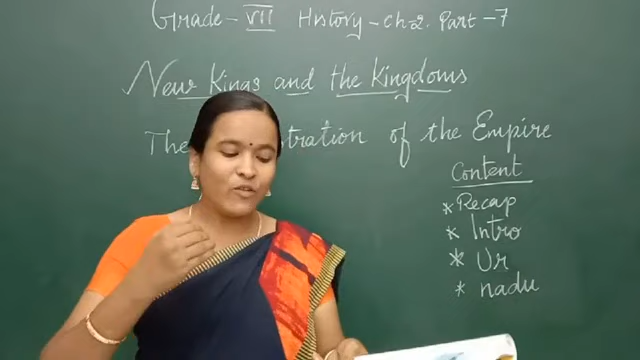 Grade - VII History - Ch 2. Part - 7
New Kings and the Kingdoms
The of the Empire
Content
* Recap
* Intro
* Ur
* nadu